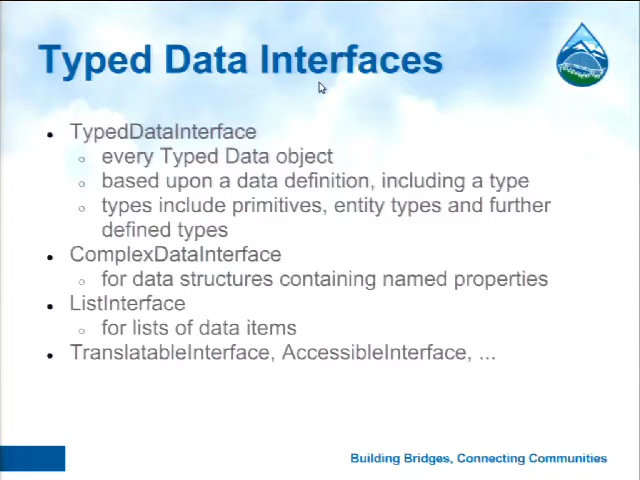 Typed Data Interfaces
TypedDataInterface
every Typed Data object
based upon a data definition, including a type
types include primitives, entity types and further
defined types
ComplexDataInterface
for data structures containing named properties
ListInterface
for lists of data items
TranslatableInterface, AccessibleInterface, ...
Building Bridges, Connecting Communities